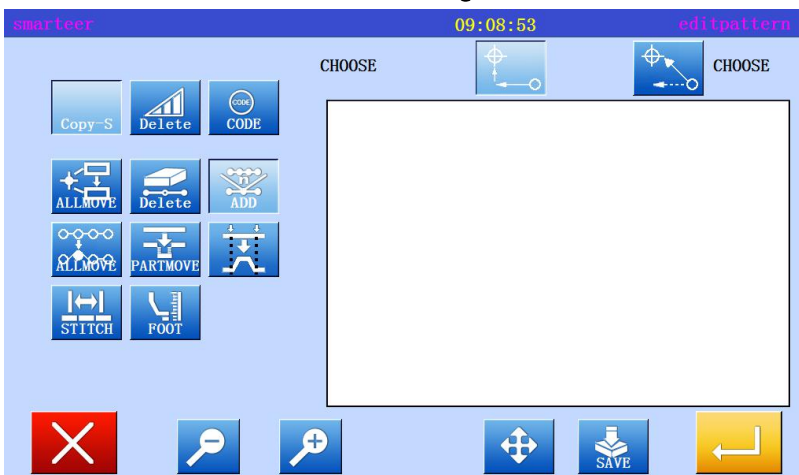 smarteer 09:08:53 editpattern
CHOOSE CHOOSE
Copy-S Delete CODE CODE
ALLMOVE Delete n ADD
ALLMOVE PARTMOVE
STITCH FOOT
SAVE